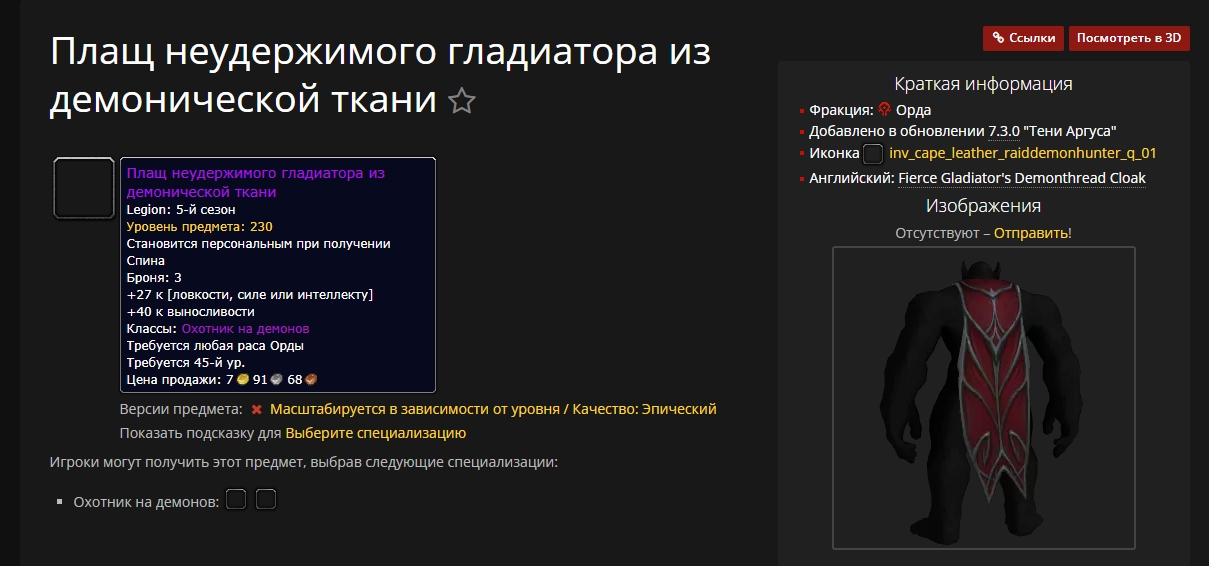 Плащ неудержимого гладиатора из
демонической ткани
Плащ неудержимого гладиатора из
демонической ткани
Legion: 5-й сезон
Уровень предмета: 230
Становится персональным при получении
Спина
Броня: 3
+27 к [ловкости, силе или интеллекту]
+40 к выносливости
Классы: Охотник на демонов
Требуется любая раса Орды
Требуется 45-й ур.
Цена продажи: 7 91 68
Версии предмета: Масштабируется в зависимости от уровня / Качество: Эпический
Показать подсказку для Выберите специализацию
Игроки могут получить этот предмет, выбрав следующие специализации:
Охотник на демонов:
Ссылки
Посмотреть в 3D
Краткая информация
Фракция: Орда
Добавлено в обновлении 7.3.0 "Тени Аргуса"
Иконка inv_cape_leather_raiddemonhunter_q_01
Английский: Fierce Gladiator's Demonthread Cloak
Изображения
Отсутствуют – Отправить!